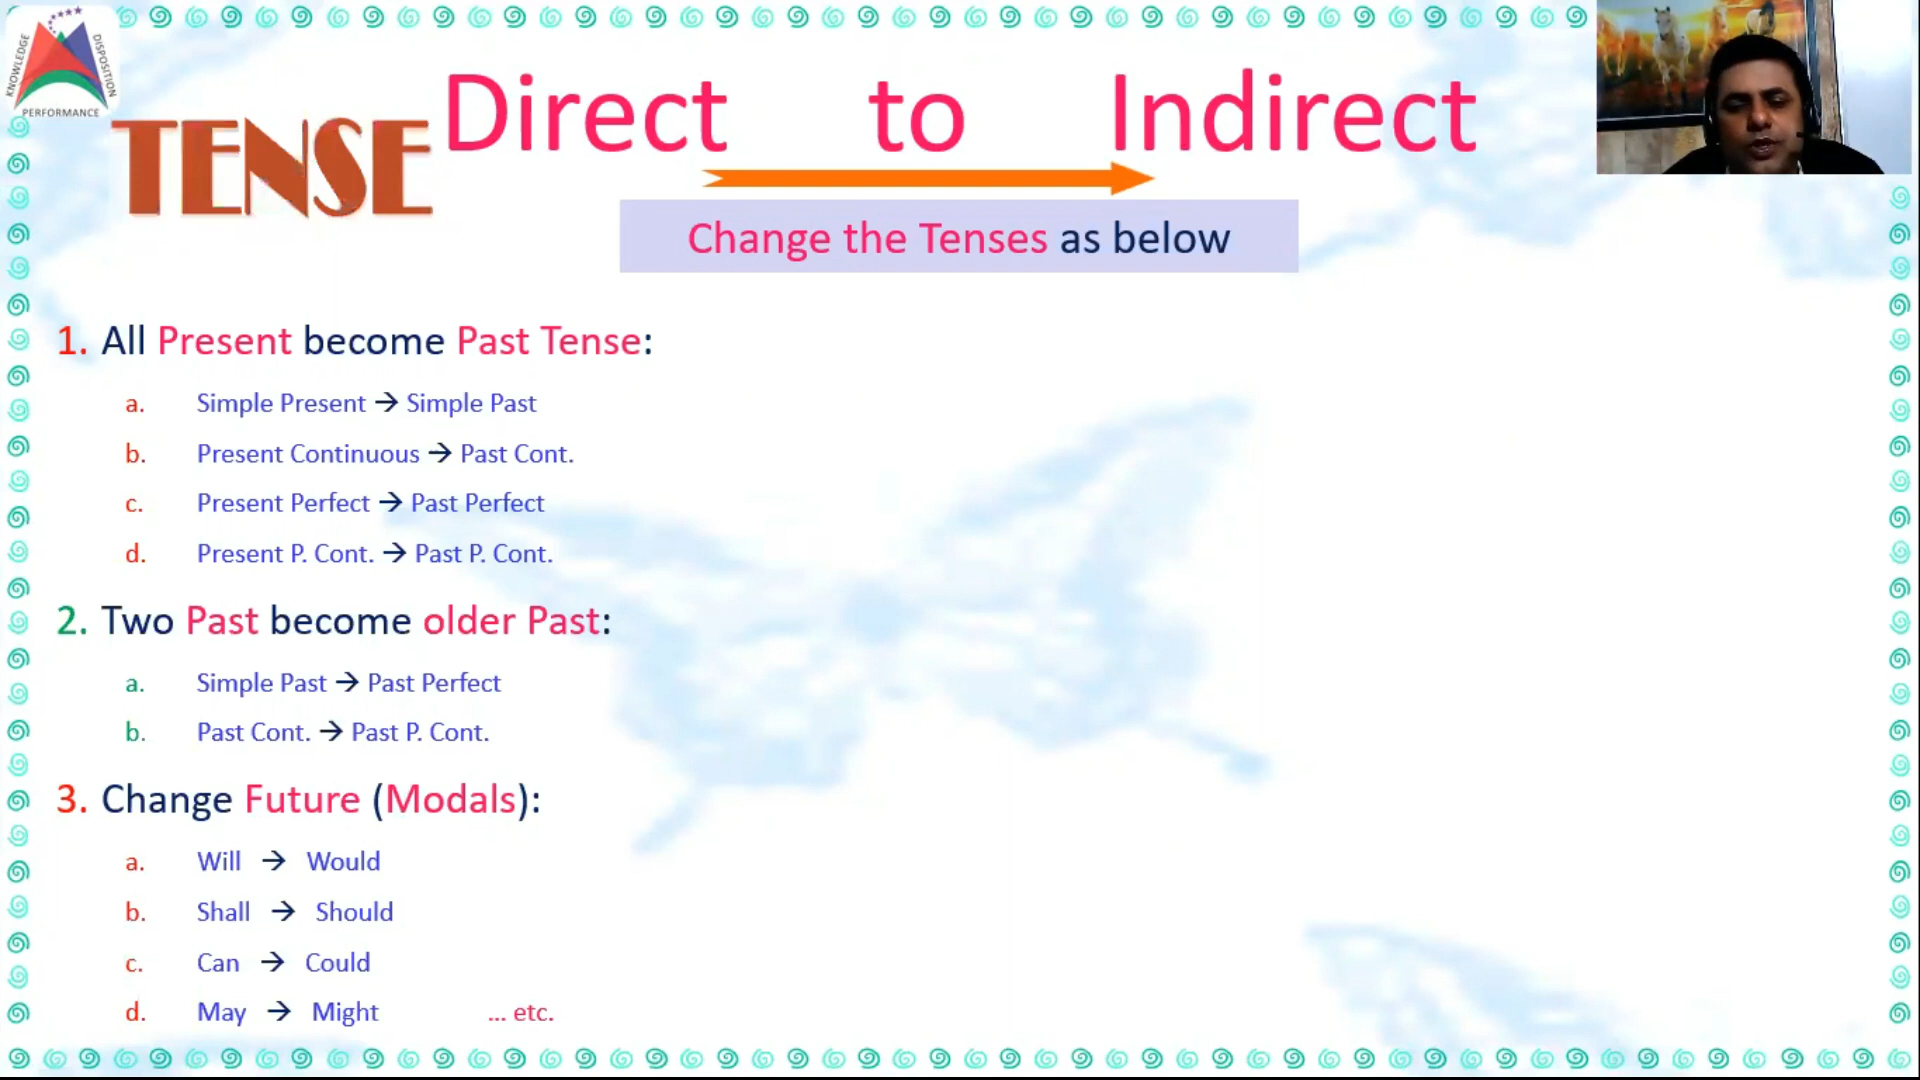 KNOWLEDGE
DISPOSITION
PERFORMANCE
TENSE
Direct to Indirect
Change the Tenses as below
1. All Present become Past Tense:
a. Simple Present → Simple Past
b. Present Continuous → Past Cont.
c. Present Perfect → Past Perfect
d. Present P. Cont. → Past P. Cont.
2. Two Past become older Past:
a. Simple Past → Past Perfect
b. Past Cont. → Past P. Cont.
3. Change Future (Modals):
a. Will → Would
b. Shall → Should
c. Can → Could
d. May → Might ... etc.